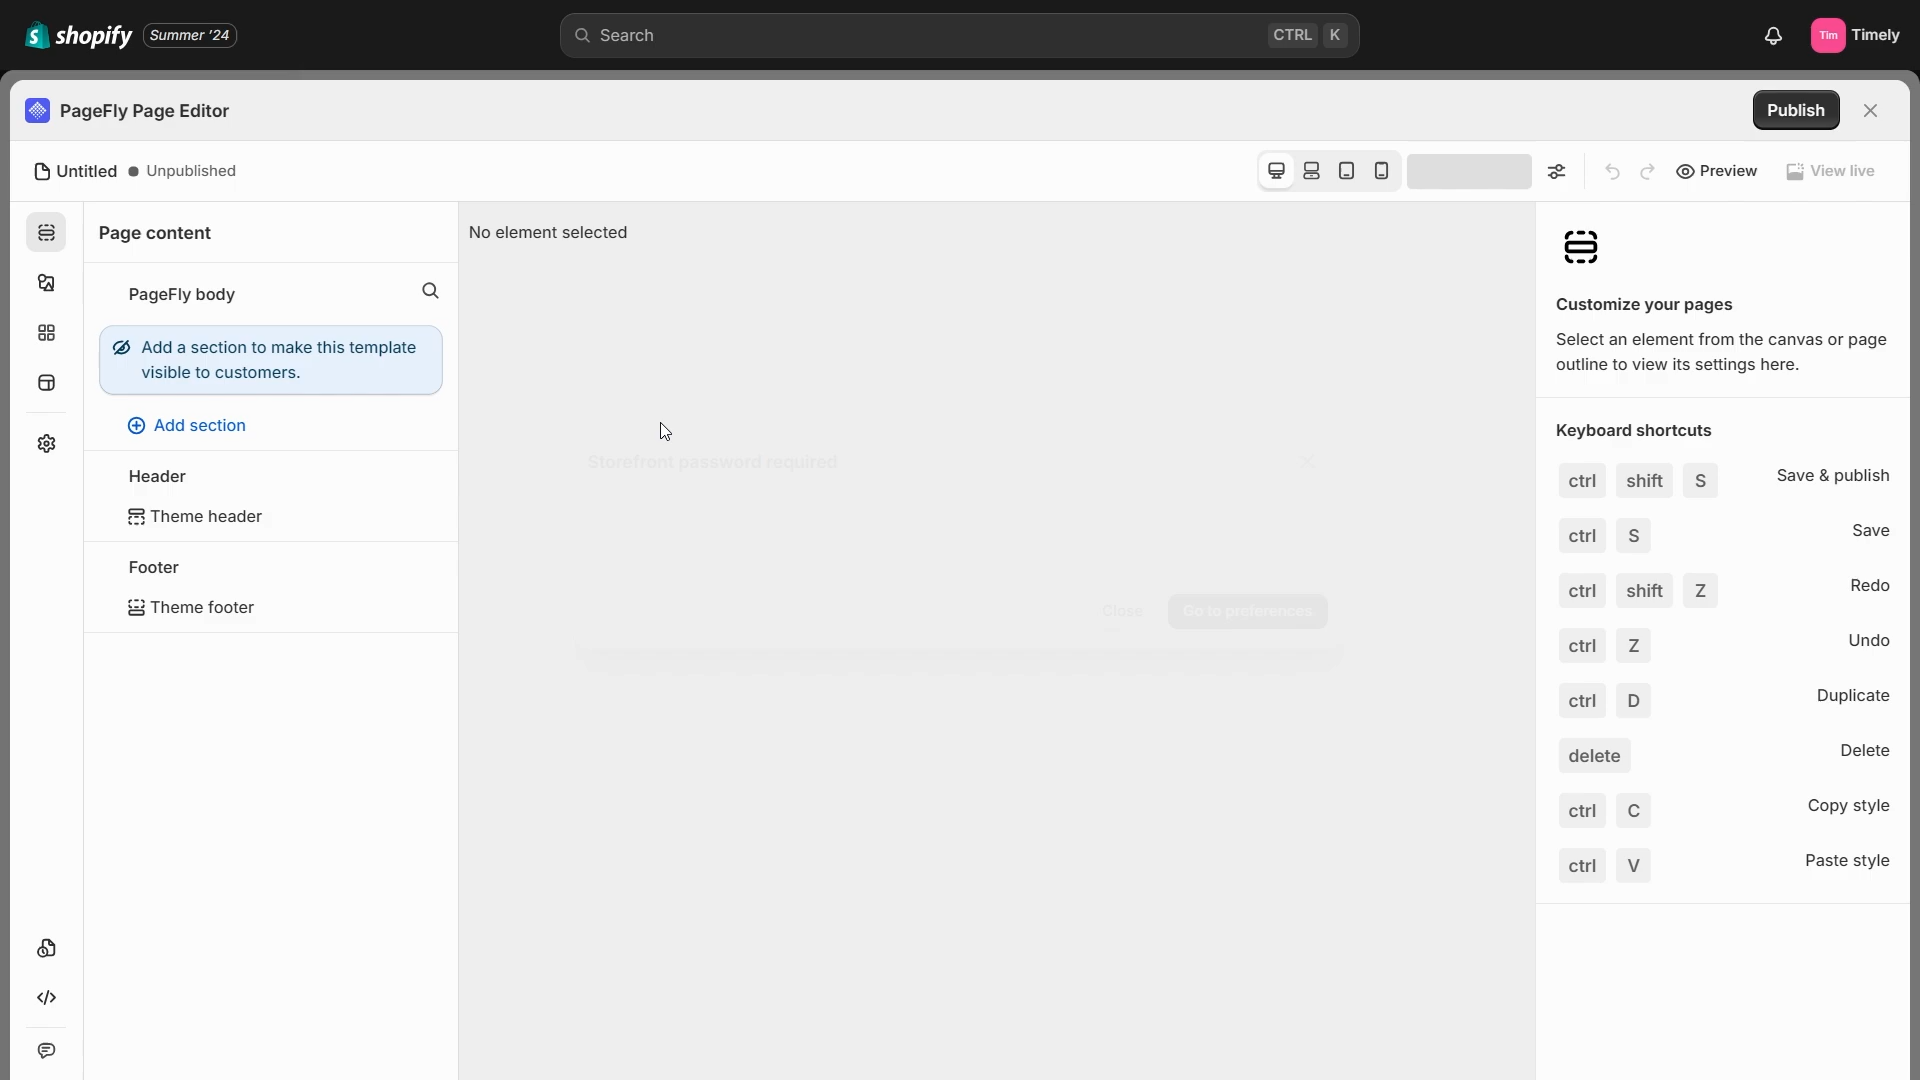 shopify
Summer '24
Search
CTRL K
Tim
Timely
PageFly Page Editor
Publish
Untitled
Unpublished
Preview
View live
Page content
PageFly body
Add a section to make this template
visible to customers.
Add section
Header
Theme header
Footer
Theme footer
No element selected
Storefront password required
Close
Go to preferences
Customize your pages
Select an element from the canvas or page
outline to view its settings here.
Keyboard shortcuts
ctrl shift S Save & publish
ctrl S Save
ctrl shift Z Redo
ctrl Z Undo
ctrl D Duplicate
delete Delete
ctrl C Copy style
ctrl V Paste style